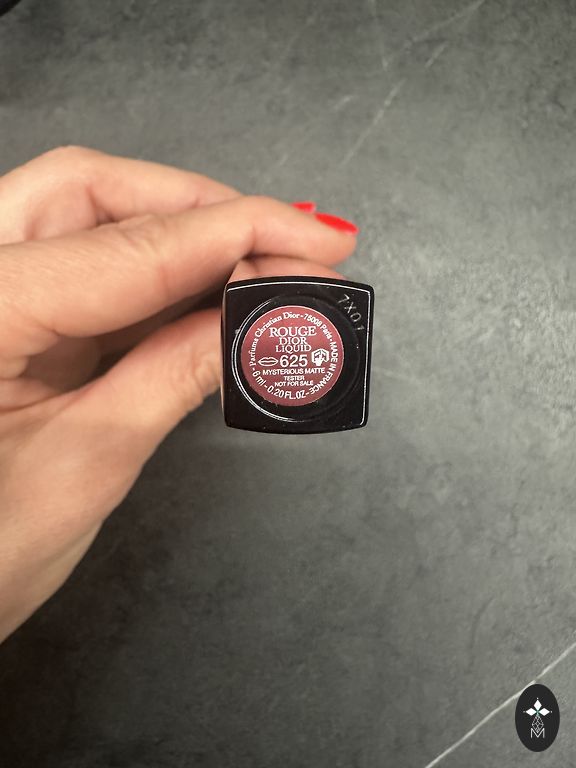 7X01
Parfums Christian Dior-75008 Paris-MADE IN FRANCE-
ROUGE
DIOR
LIQUID
625
MYSTERIOUS MATTE
TESTER
NOT FOR SALE
6 ml-0.20 FL.OZ-
M